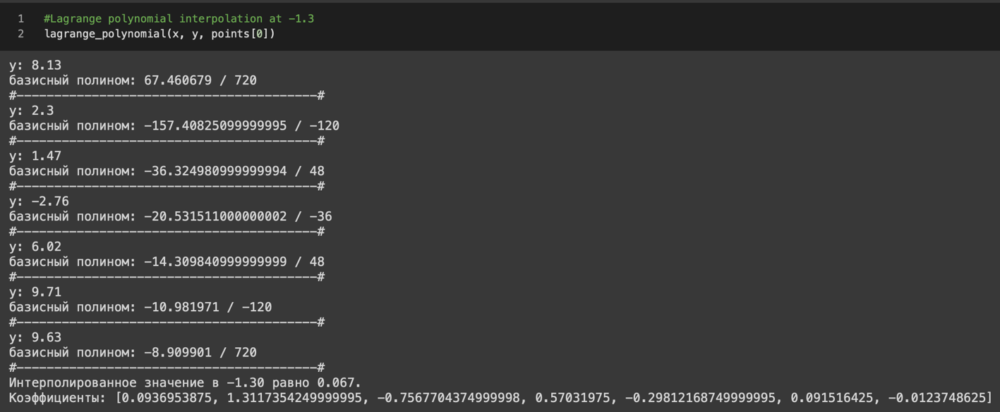 1 #Lagrange polynomial interpolation at -1.3
2 lagrange_polynomial(x, y, points[0])
y: 8.13
базисный полином: 67.460679 / 720
#----------------------------------------#
y: 2.3
базисный полином: -157.40825099999995 / -120
#----------------------------------------#
y: 1.47
базисный полином: -36.324980999999994 / 48
#----------------------------------------#
y: -2.76
базисный полином: -20.531511000000002 / -36
#----------------------------------------#
y: 6.02
базисный полином: -14.309840999999999 / 48
#----------------------------------------#
y: 9.71
базисный полином: -10.981971 / -120
#----------------------------------------#
y: 9.63
базисный полином: -8.909901 / 720
#----------------------------------------#
Интерполированное значение в -1.30 равно 0.067.
Коэффициенты: [0.0936953875, 1.3117354249999995, -0.7567704374999998, 0.57031975, -0.29812168749999995, 0.091516425, -0.0123748625]